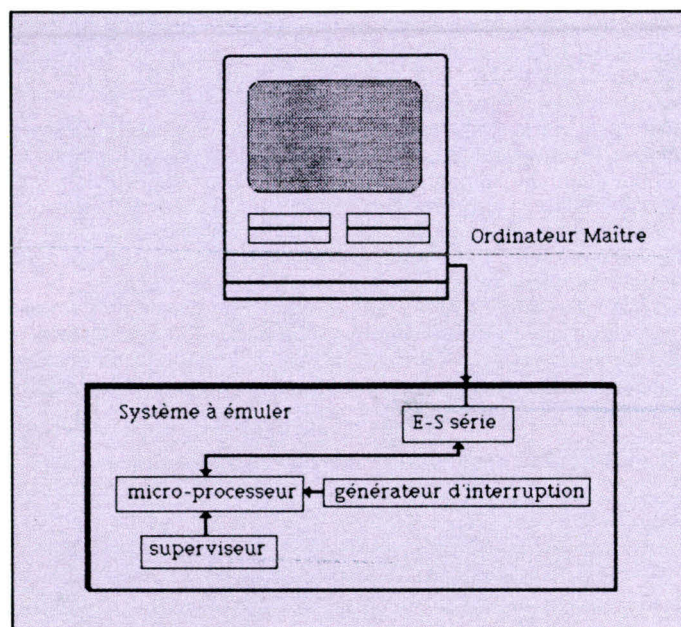 Ordinateur Maître
Système à émuler
E-S série
micro-processeur
générateur d'interruption
superviseur